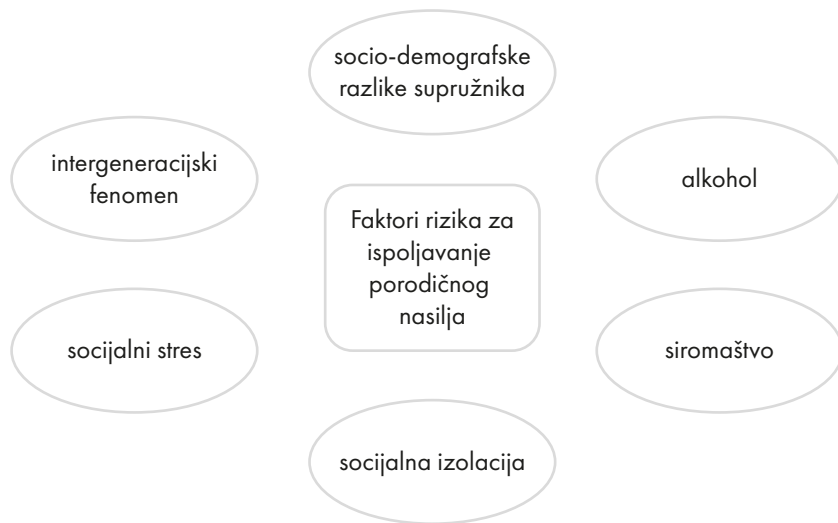 socio-demografske
razlike supružnika
intergeneracijski
fenomen
alkohol
Faktori rizika za
ispoljavanje
porodičnog
nasilja
socijalni stres
siromaštvo
socijalna izolacija